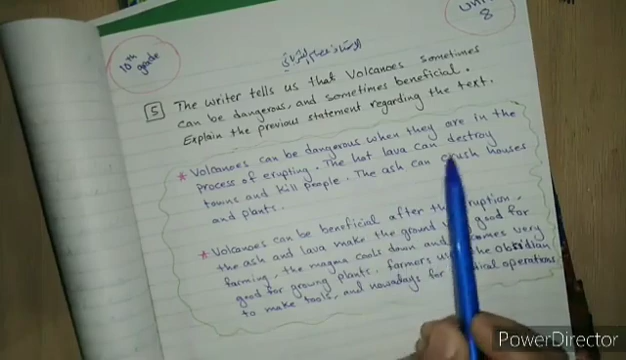 10th grade
Unit 8
5 The writer tells us that Volcanoes sometimes
can be dangerous, and sometimes beneficial.
Explain the previous statement regarding the text.
* Volcanoes can be dangerous when they are in the
process of erupting. The hot lava can destroy
towns and kill people. The ash can crush houses
and plants.
* Volcanoes can be beneficial after the eruption.
the ash and lava make the ground good for
farming, the magma cools down and becomes very
good for growing plants. farmers use the obsidian
to make tools, and nowadays for medical operations.
PowerDirector